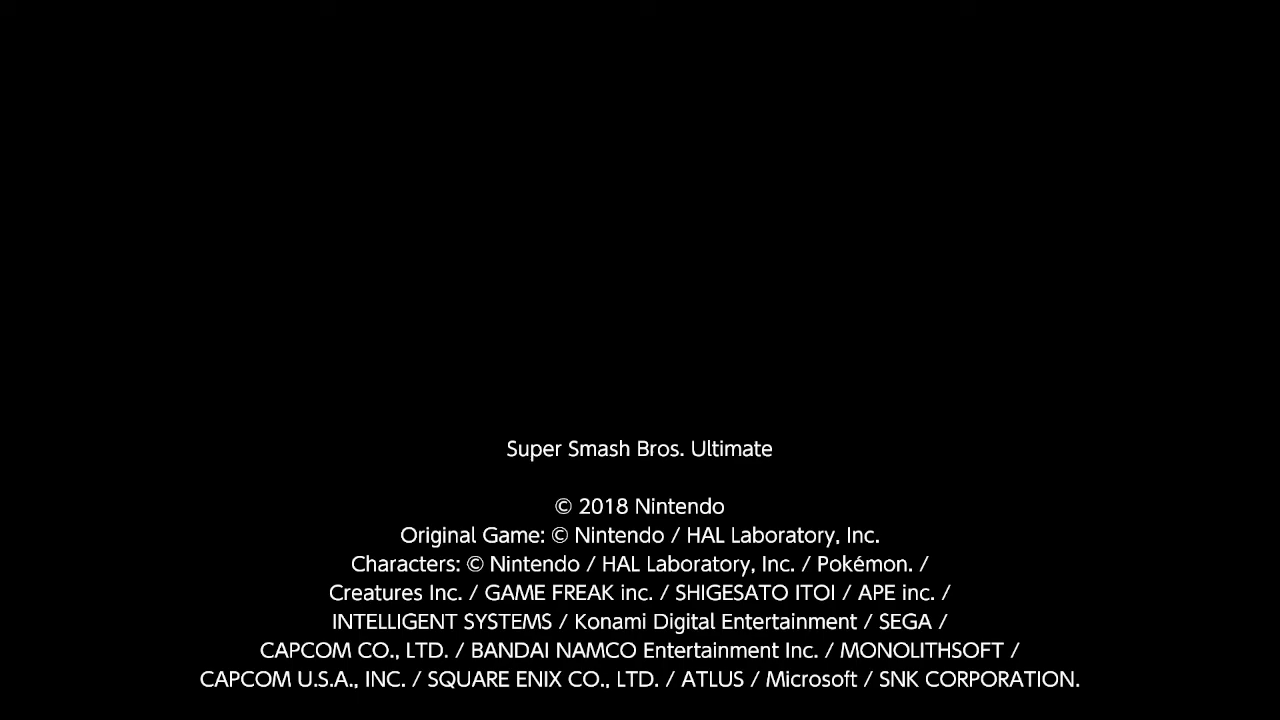 Super Smash Bros. Ultimate
© 2018 Nintendo
Original Game: © Nintendo / HAL Laboratory, Inc.
Characters: © Nintendo / HAL Laboratory, Inc. / Pokémon. /
Creatures Inc. / GAME FREAK inc. / SHIGESATO ITOI / APE inc. /
INTELLIGENT SYSTEMS / Konami Digital Entertainment / SEGA /
CAPCOM CO., LTD. / BANDAI NAMCO Entertainment Inc. / MONOLITHSOFT /
CAPCOM U.S.A., INC. / SQUARE ENIX CO., LTD. / ATLUS / Microsoft / SNK CORPORATION.